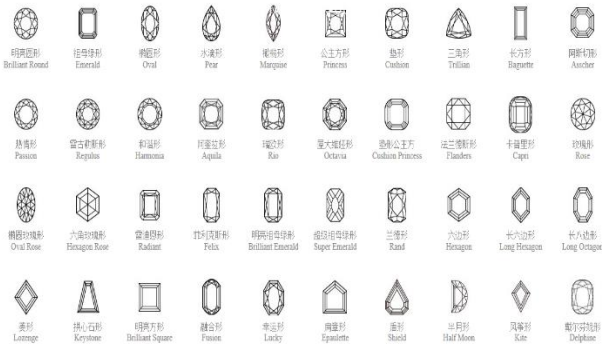 明亮圆形
Brilliant Round
祖母绿形
Emerald
椭圆形
Oval
水滴形
Pear
橄榄形
Marquise
公主方形
Princess
垫形
Cushion
三角形
Trillian
长方形
Baguette
阿斯切形
Asscher
热情形
Passion
雷古勒斯形
Regulus
和谐形
Harmonia
阿奎拉形
Aquila
瑞欧形
Rio
屋大维娅形
Octavia
垫形公主方
Cushion Princess
法兰德斯形
Flanders
卡普里形
Capri
玫瑰形
Rose
椭圆玫瑰形
Oval Rose
六角玫瑰形
Hexagon Rose
雷迪恩形
Radiant
菲利克斯形
Felix
明亮祖母绿形
Brilliant Emerald
超级祖母绿形
Super Emerald
兰德形
Rand
六边形
Hexagon
长六边形
Long Hexagon
长八边形
Long Octagon
菱形
Lozenge
拱心石形
Keystone
明亮方形
Brilliant Square
融合形
Fusion
幸运形
Lucky
肩章形
Epaulette
盾形
Shield
半月形
Half Moon
风筝形
Kite
戴尔芬妮形
Delphine